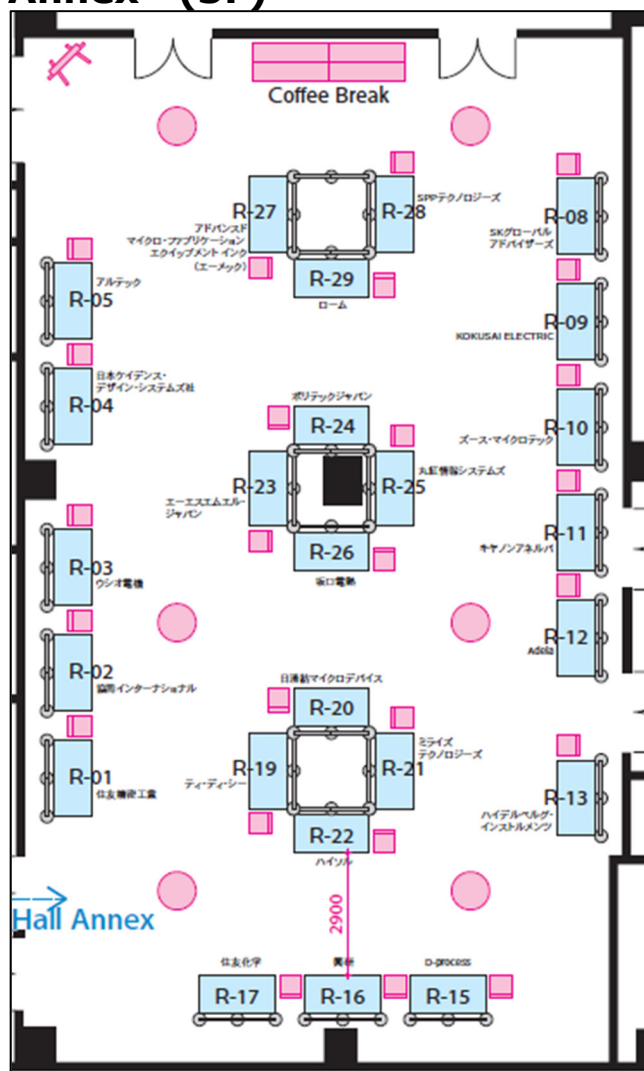 Annex (3F)
Coffee Break
R-27
アドバンスド
マイクロ・ファブリケーション
エクイップメント インク
(エーメック)
R-28
SPPテクノロジーズ
R-29
ローム
R-08
SKグローバル
アドバイザーズ
R-05
アルテック
R-09
KOKUSAI ELECTRIC
R-04
日本ケイデンス・
デザイン・システムズ社
R-10
ズース・マイクロテック
ポリテックジャパン
R-24
R-23
エーエスエムエル・
ジャパン
R-25
丸紅情報システムズ
R-26
坂口電熱
R-11
キヤノンアネルバ
R-03
ウシオ電機
R-12
Adeia
R-02
協同インターナショナル
日清紡マイクロデバイス
R-20
R-19
ティ・ディ・シー
R-21
ミライズ
テクノロジーズ
R-22
ハイソル
R-01
住友精密工業
R-13
ハイデルベルグ・
インストルメンツ
2900
Hall Annex
住友化学
R-17
R-16
D-process
R-15